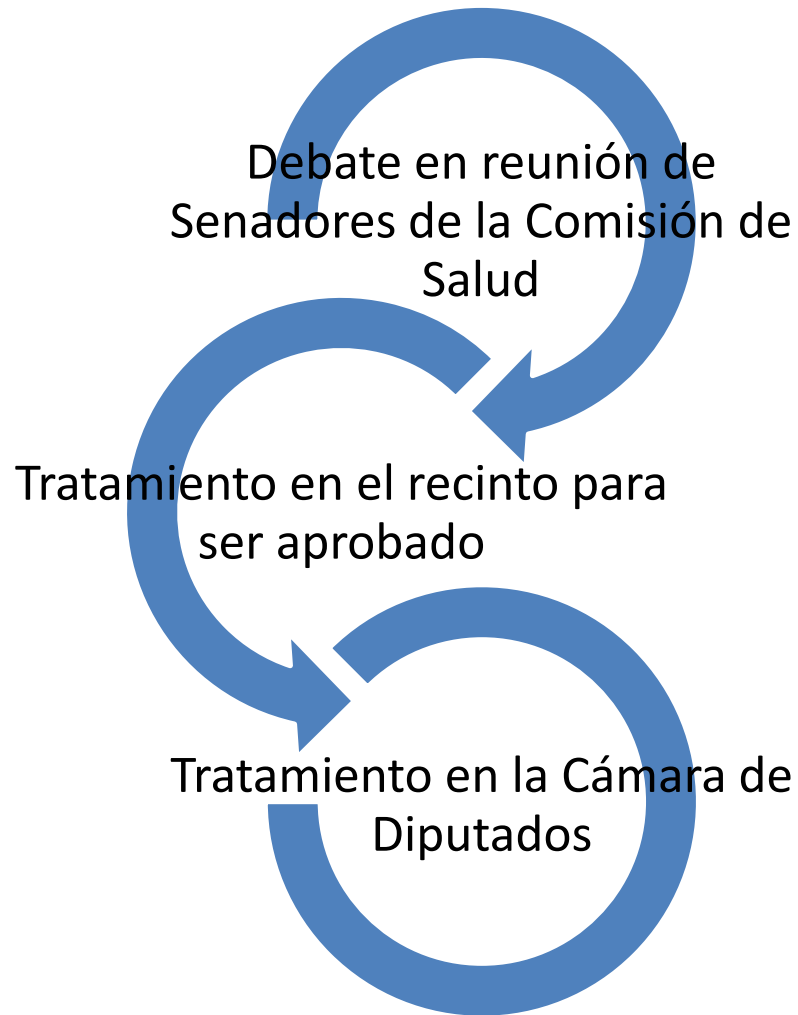 Debate en reunión de
Senadores de la Comisión de
Salud
Tratamiento en el recinto para
ser aprobado
Tratamiento en la Cámara de
Diputados